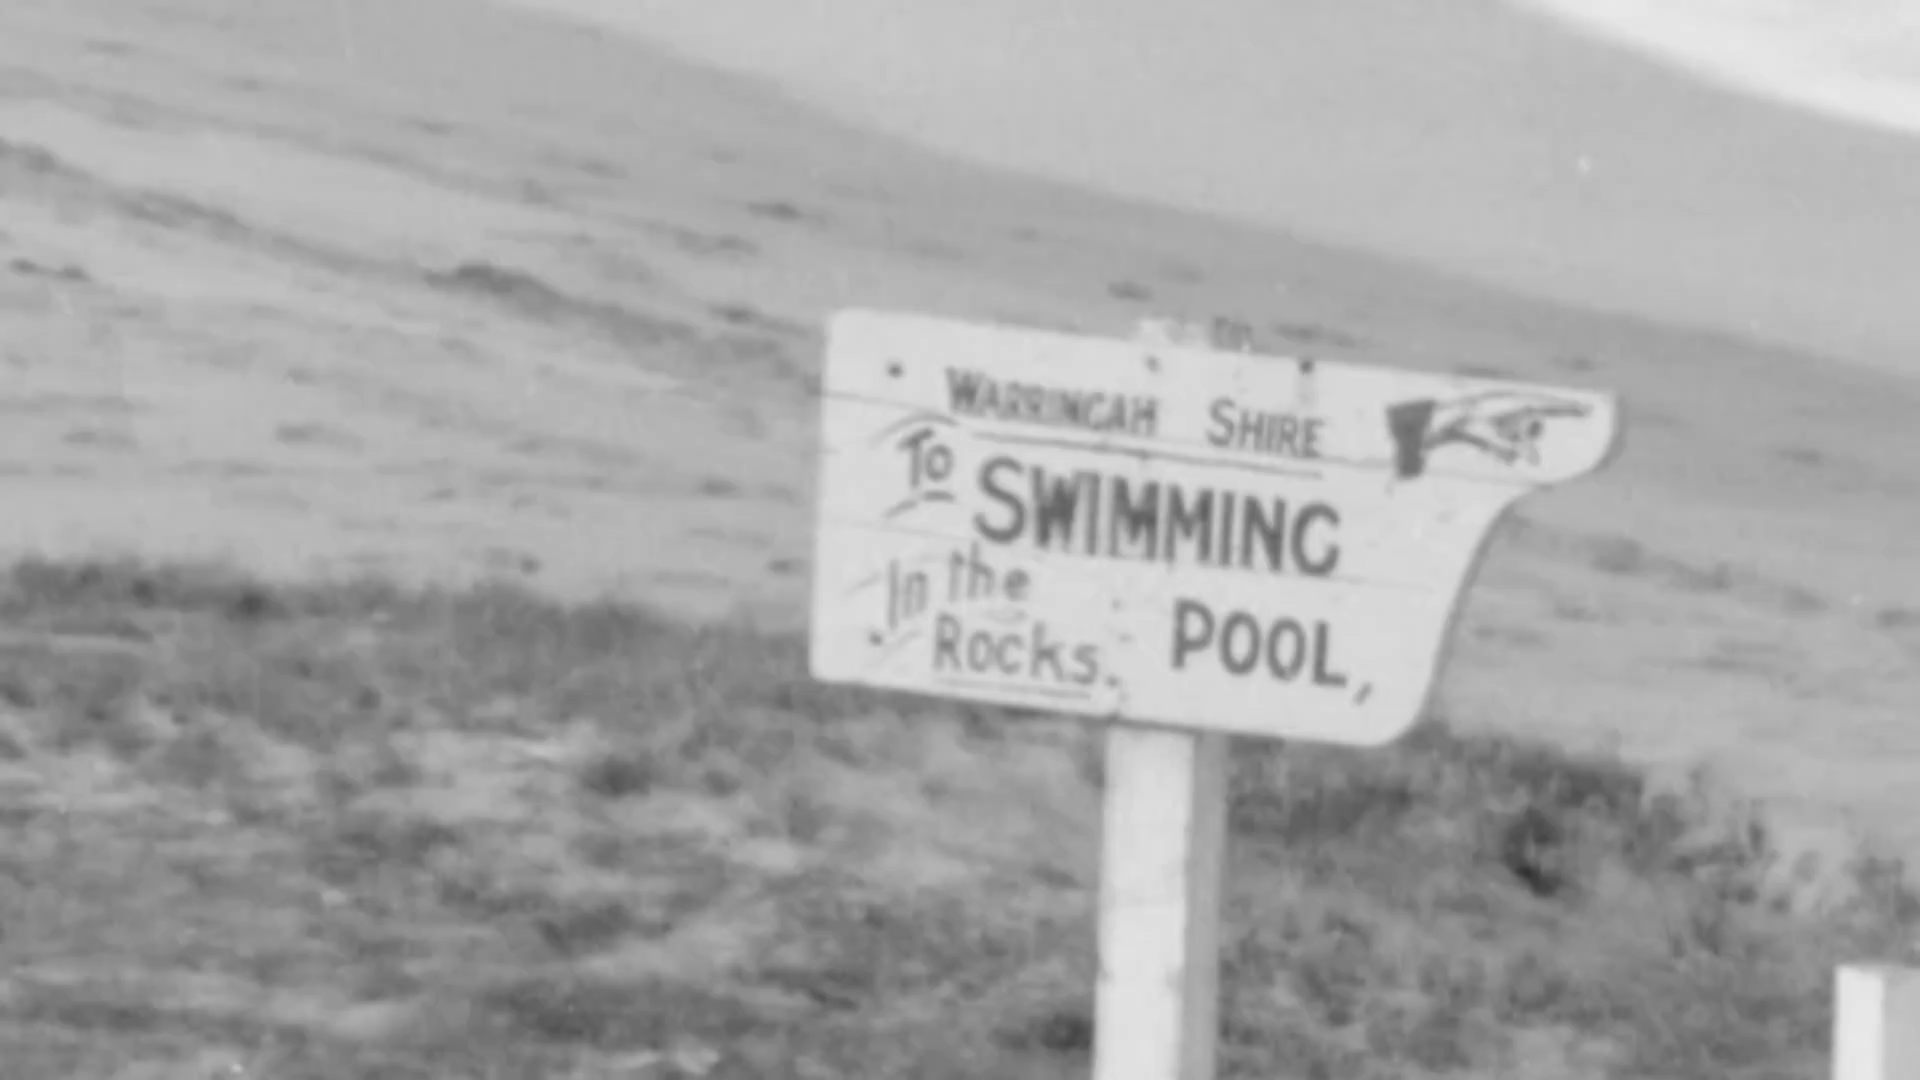 WARRINGAH SHIRE
To SWIMMING
POOL,
In the
Rocks.